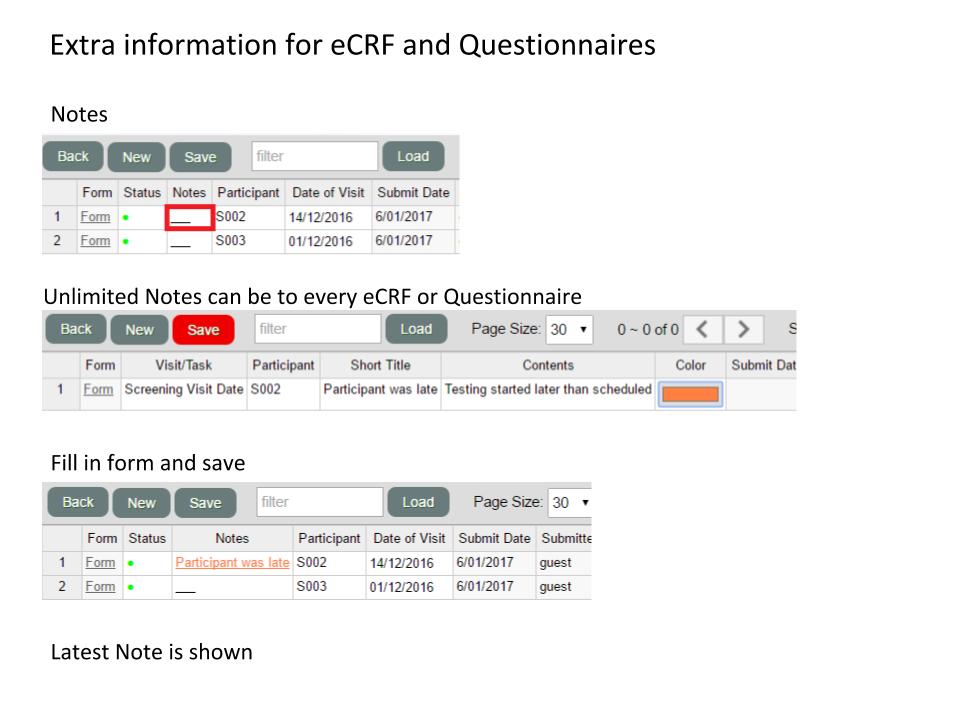 Extra information for eCRF and Questionnaires
Notes
Back New Save filter Load
Form Status Notes Participant Date of Visit Submit Date
1 Form ___ S002 14/12/2016 6/01/2017
2 Form ___ S003 01/12/2016 6/01/2017
Unlimited Notes can be to every eCRF or Questionnaire
Back New Save filter Load Page Size: 30 0 ~ 0 of 0 S
Form Visit/Task Participant Short Title Contents Color Submit Dat
1 Form Screening Visit Date S002 Participant was late Testing started later than scheduled
Fill in form and save
Back New Save filter Load Page Size: 30
Form Status Notes Participant Date of Visit Submit Date Submitte
1 Form Participant was late S002 14/12/2016 6/01/2017 guest
2 Form ___ S003 01/12/2016 6/01/2017 guest
Latest Note is shown